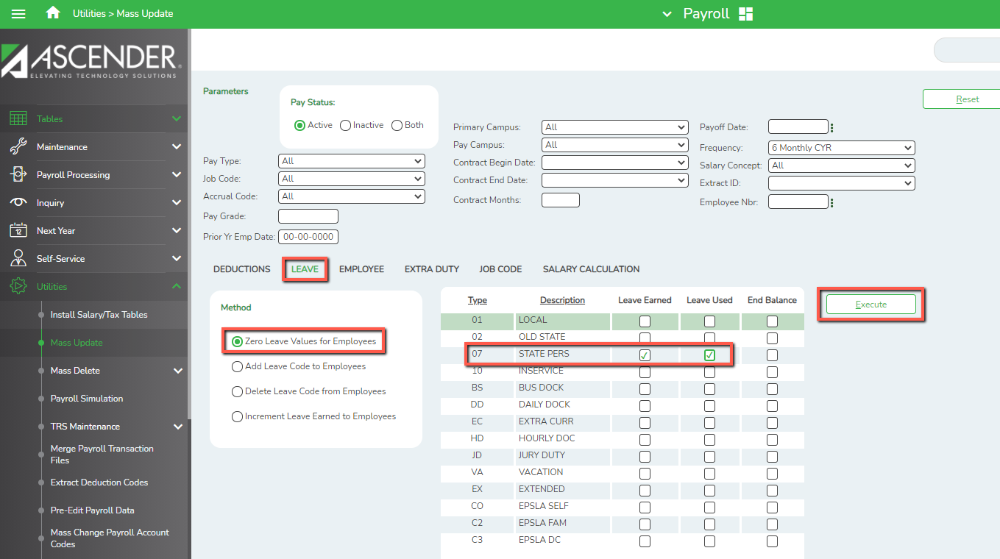 Utilities > Mass Update
Payroll
ASCENDER.
ELEVATING TECHNOLOGY SOLUTIONS
Tables
Maintenance
Payroll Processing
Inquiry
12
Next Year
Self-Service
Utilities
Install Salary/Tax Tables
Mass Update
Mass Delete
Payroll Simulation
TRS Maintenance
Merge Payroll Transaction
Files
Extract Deduction Codes
Pre-Edit Payroll Data
Mass Change Payroll Account
Codes
Reset
Parameters
Pay Status:
Active Inactive Both
Pay Type: All
Job Code: All
Accrual Code: All
Pay Grade:
Prior Yr Emp Date: 00-00-0000
Primary Campus: All
Pay Campus: All
Contract Begin Date:
Contract End Date:
Contract Months:
Payoff Date:
Frequency: 6 Monthly CYR
Salary Concept: All
Extract ID:
Employee Nbr:
DEDUCTIONS LEAVE EMPLOYEE EXTRA DUTY JOB CODE SALARY CALCULATION
Method
Zero Leave Values for Employees
Add Leave Code to Employees
Delete Leave Code from Employees
Increment Leave Earned to Employees
Type Description Leave Earned Leave Used End Balance
01 LOCAL
02 OLD STATE
07 STATE PERS
10 INSERVICE
BS BUS DOCK
DD DAILY DOCK
EC EXTRA CURR
HD HOURLY DOC
JD JURY DUTY
VA VACATION
EX EXTENDED
CO EPSLA SELF
C2 EPSLA FAM
C3 EPSLA DC
Execute